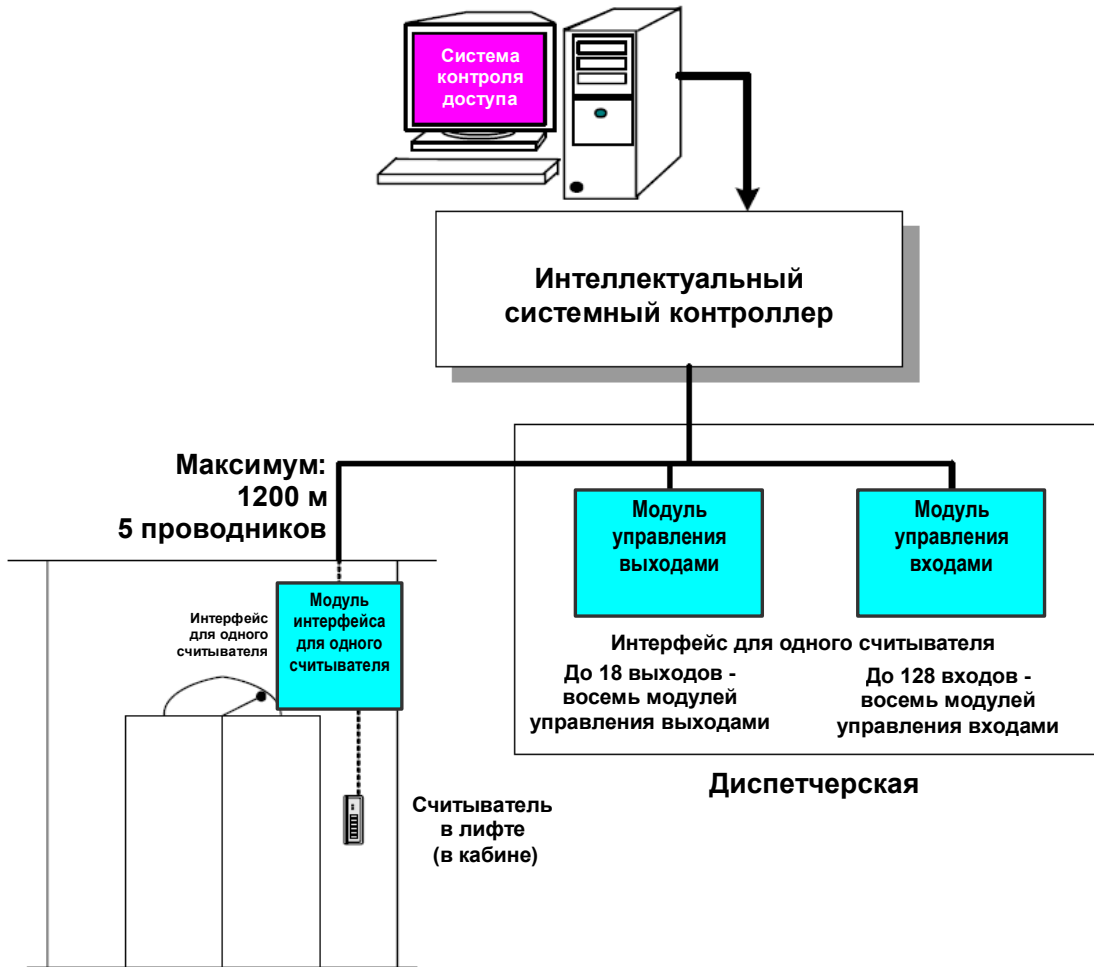 Система
контроля
доступа
Интеллектуальный
системный контроллер
Максимум:
1200 м
5 проводников
Модуль
управления
выходами
Модуль
управления
входами
Интерфейс
для одного
считывателя
Модуль
интерфейса
для одного
считывателя
Интерфейс для одного считывателя
До 18 выходов -
восемь модулей
управления выходами
До 128 входов -
восемь модулей
управления входами
Диспетчерская
Считыватель
в лифте
(в кабине)